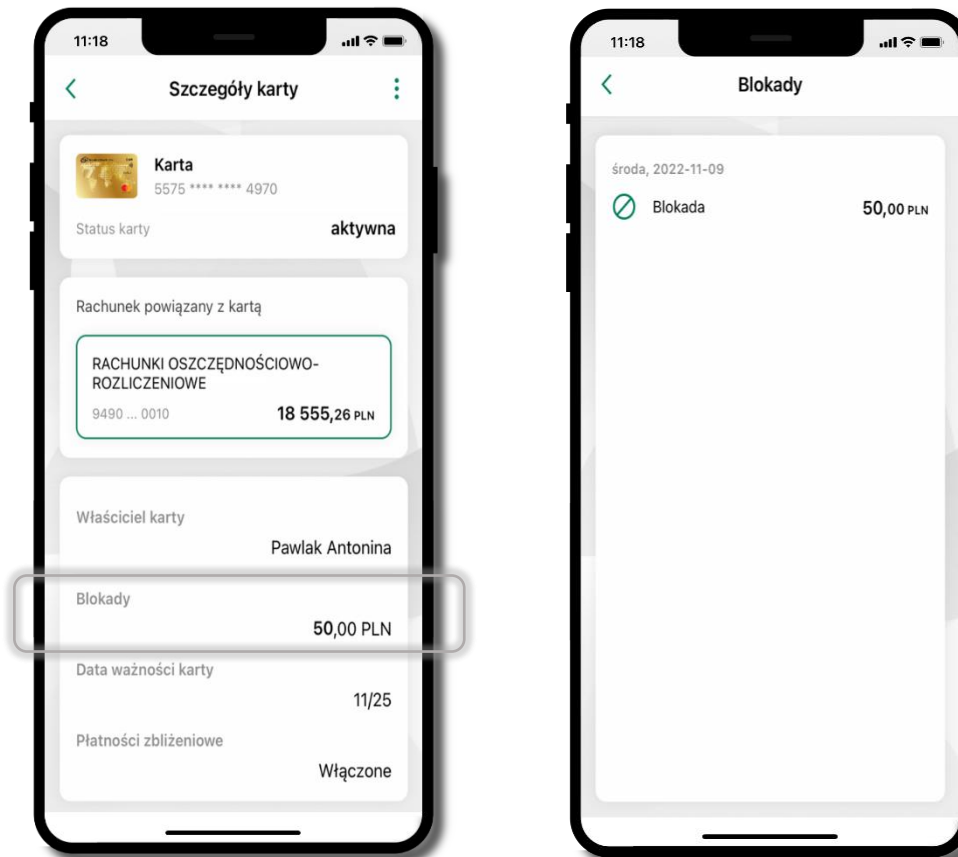 11:18
Szczegóły karty
Karta
5575 **** **** 4970
Status karty
aktywna
Rachunek powiązany z kartą
RACHUNKI OSZCZĘDNOŚCIOWO-
ROZLICZENIOWE
9490 ... 0010
18 555,26 PLN
Właściciel karty
Pawlak Antonina
Blokady
50,00 PLN
Data ważności karty
11/25
Płatności zbliżeniowe
Włączone
11:18
Blokady
środa, 2022-11-09
Blokada
50,00 PLN